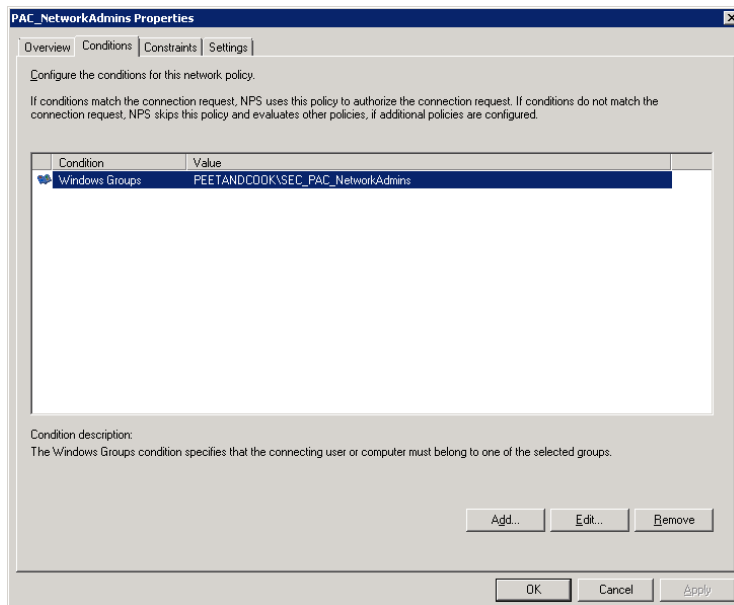 PAC_NetworkAdmins Properties
Overview Conditions Constraints Settings
Configure the conditions for this network policy.
If conditions match the connection request, NPS uses this policy to authorize the connection request. If conditions do not match the
connection request, NPS skips this policy and evaluates other policies, if additional policies are configured.
Condition Value
Windows Groups PEETANDCOOK\SEC_PAC_NetworkAdmins
Condition description:
The Windows Groups condition specifies that the connecting user or computer must belong to one of the selected groups.
Add... Edit... Remove
OK Cancel Apply